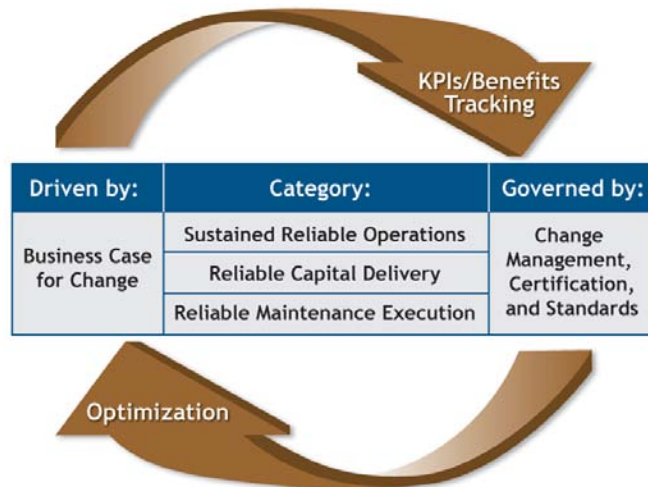 KPIs/Benefits
Tracking
Driven by:
Category:
Governed by:
Business Case
for Change
Sustained Reliable Operations
Reliable Capital Delivery
Reliable Maintenance Execution
Change
Management,
Certification,
and Standards
Optimization